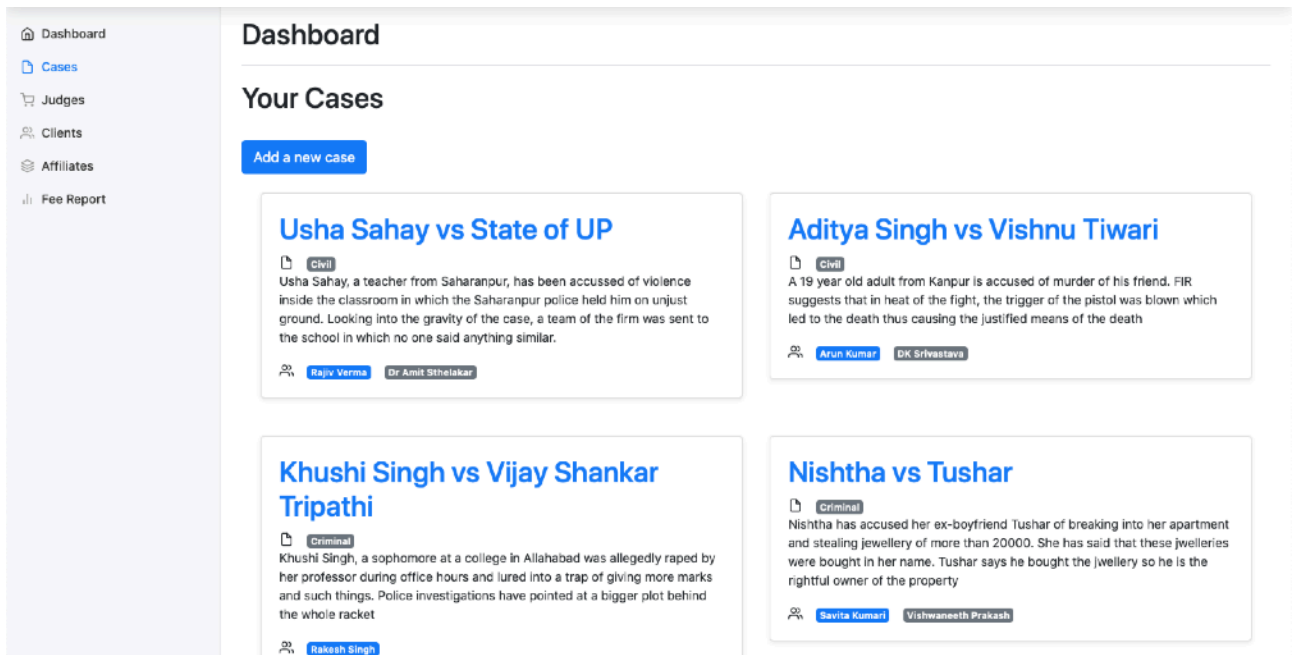 Dashboard
Cases
Judges
Clients
Affiliates
Fee Report
Dashboard
Your Cases
Add a new case
Usha Sahay vs State of UP
Civil
Usha Sahay, a teacher from Saharanpur, has been accussed of violence
inside the classroom in which the Saharanpur police held him on unjust
ground. Looking into the gravity of the case, a team of the firm was sent to
the school in which no one said anything similar.
Rajiv Verma Dr Amit Sthelakar
Aditya Singh vs Vishnu Tiwari
Civil
A 19 year old adult from Kanpur is accused of murder of his friend. FIR
suggests that in heat of the fight, the trigger of the pistol was blown which
led to the death thus causing the justified means of the death
Arun Kumar DK Srivastava
Khushi Singh vs Vijay Shankar
Tripathi
Criminal
Khushi Singh, a sophomore at a college in Allahabad was allegedly raped by
her professor during office hours and lured into a trap of giving more marks
and such things. Police investigations have pointed at a bigger plot behind
the whole racket
Rakesh Singh
Nishtha vs Tushar
Criminal
Nishtha has accused her ex-boyfriend Tushar of breaking into her apartment
and stealing jewellery of more than 20000. She has said that these jwelleries
were bought in her name. Tushar says he bought the jwellery so he is the
rightful owner of the property
Savita Kumari Vishwaneeth Prakash